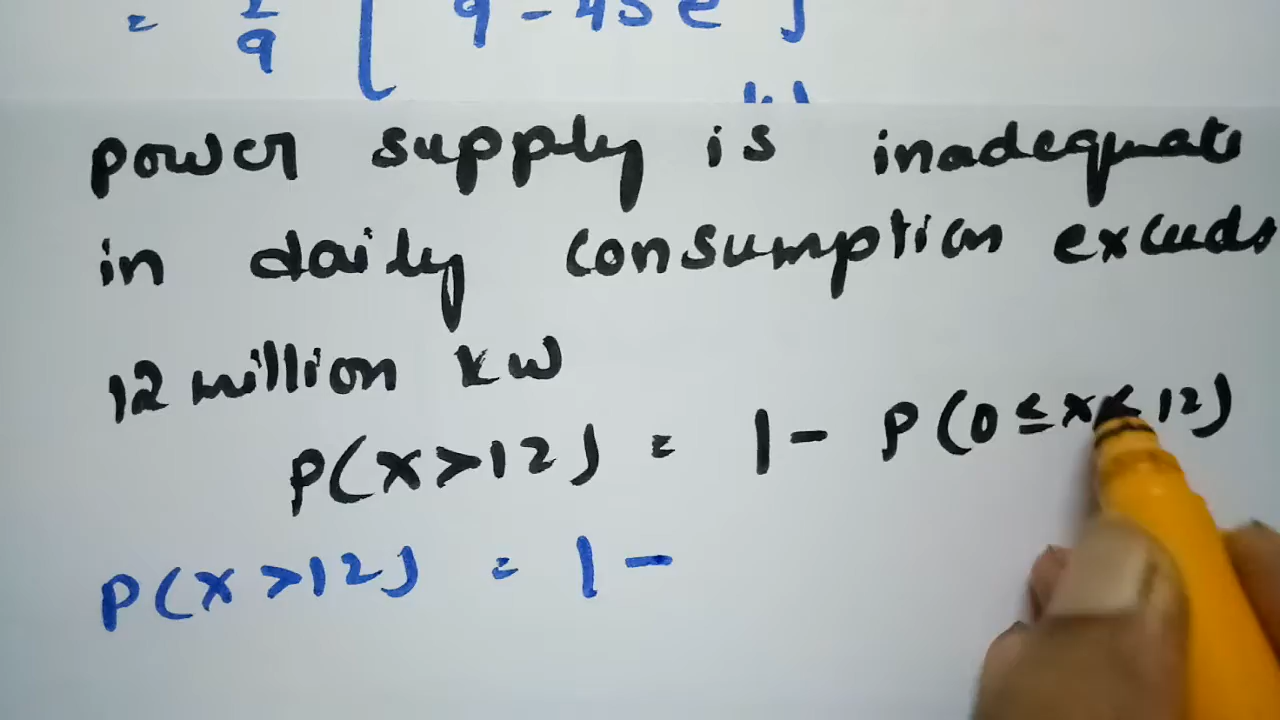 = 1/9 [ 9 - 45 e ]
power supply is inadequate
in daily consumption exceeds
12 million kw
P(x>12) = 1 - P(0≤x≤12)
P(x>12) = 1 -